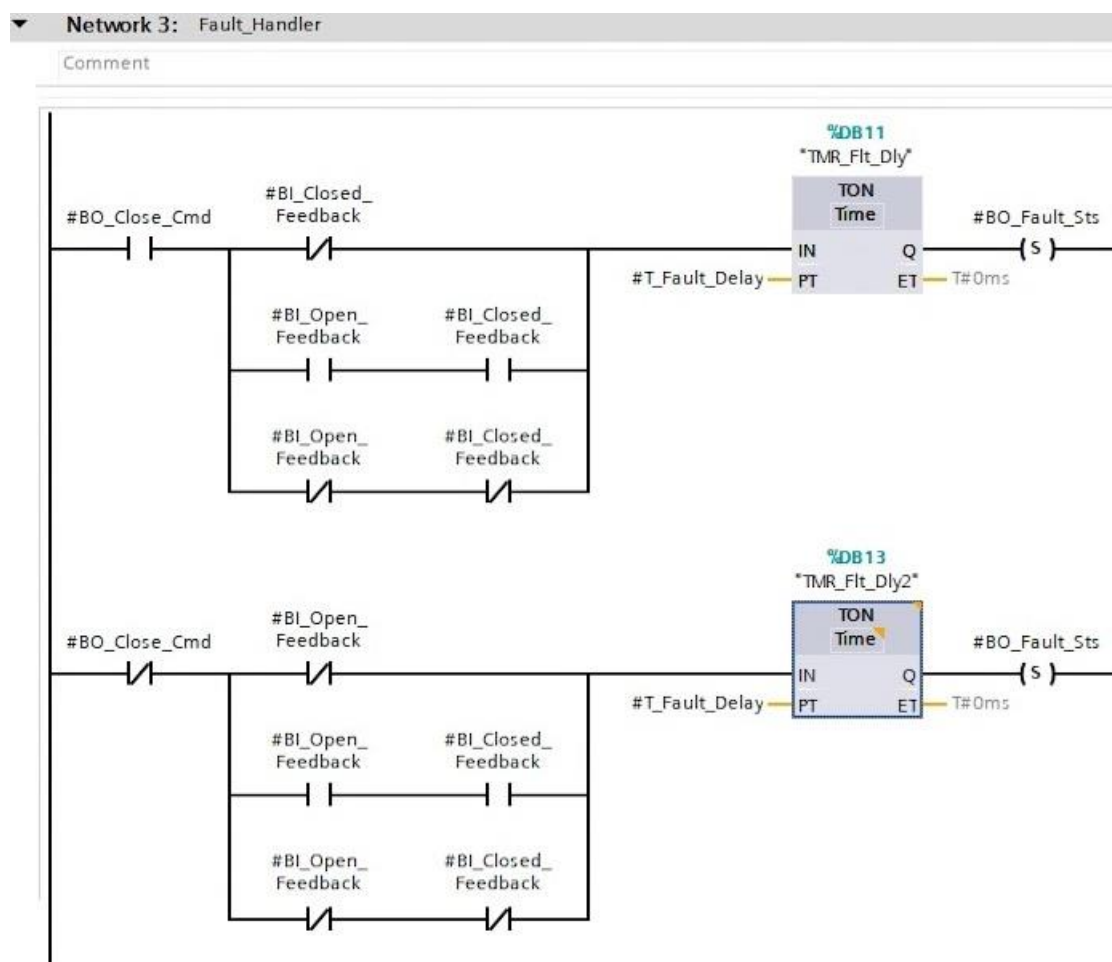 Network 3: Fault_Handler
Comment
%DB11
"TMR_Flt_Dly"
TON
Time
#BO_Close_Cmd
#BI_Closed_
Feedback
#BO_Fault_Sts
S
IN
Q
#T_Fault_Delay
PT
ET
T#0ms
#BI_Open_
Feedback
#BI_Closed_
Feedback
#BI_Open_
Feedback
#BI_Closed_
Feedback
%DB13
"TMR_Flt_Dly2"
TON
Time
#BO_Close_Cmd
#BI_Open_
Feedback
#BO_Fault_Sts
S
IN
Q
#T_Fault_Delay
PT
ET
T#0ms
#BI_Open_
Feedback
#BI_Closed_
Feedback
#BI_Open_
Feedback
#BI_Closed_
Feedback